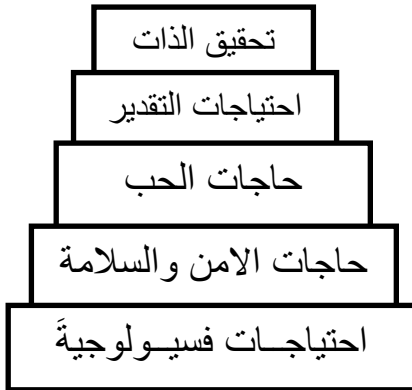 تحقيق الذات
احتياجات التقدير
حاجات الحب
حاجات الامن والسلامة
احتياجــات فسيــولوجيةَ